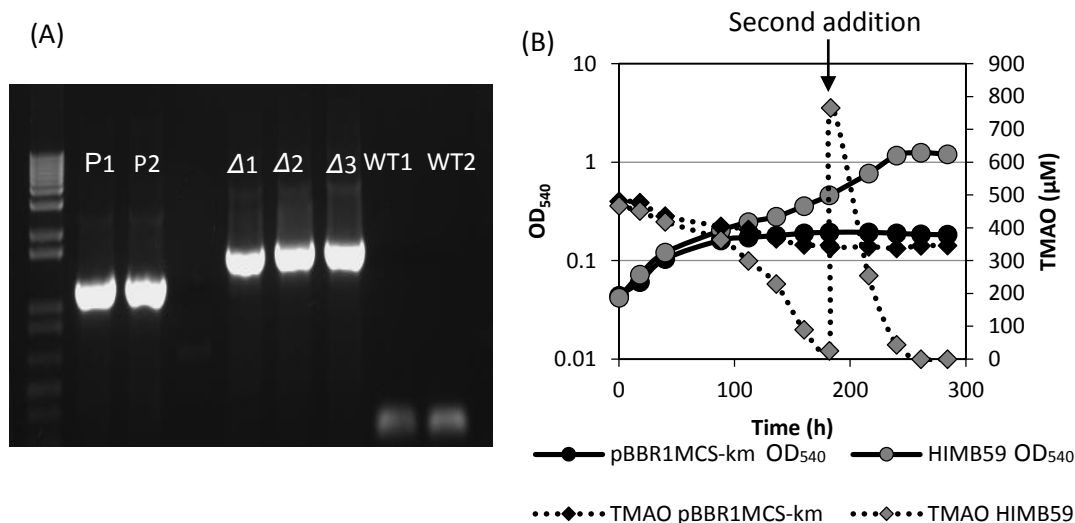 (A)
P1 P2 Δ1 Δ2 Δ3 WT1 WT2
(B)
Second addition
10
1
0.1
0.01
OD540
900
800
700
600
500
400
300
200
100
0
TMAO (µM)
0 100 200 300
Time (h)
pBBR1MCS-km OD540 HIMB59 OD540
TMAO pBBR1MCS-km TMAO HIMB59